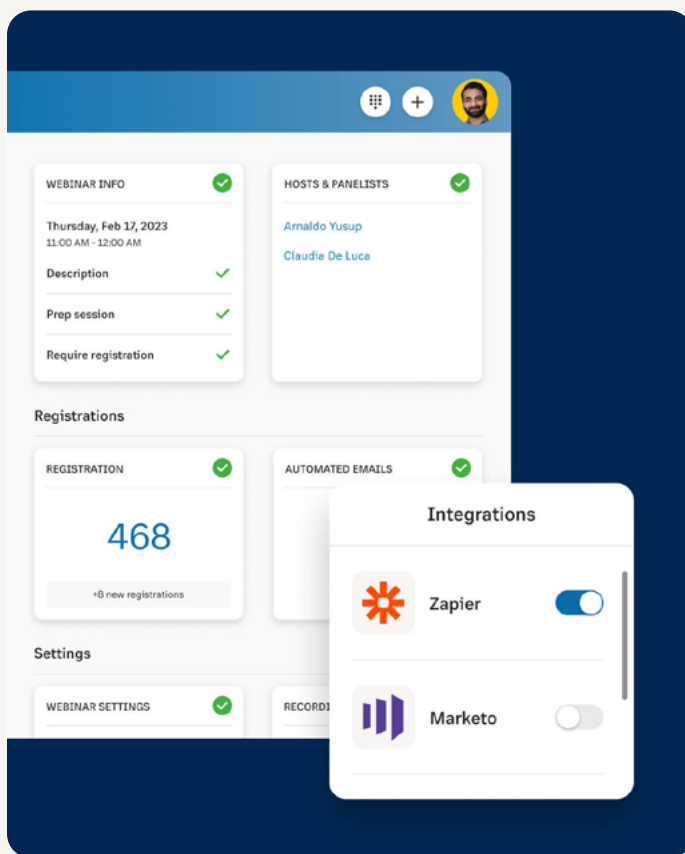 WEBINAR INFO
Thursday, Feb 17, 2023
11:00 AM - 12:00 AM
Description
Prep session
Require registration
HOSTS & PANELISTS
Arnaldo Yusup
Claudia De Luca
Registrations
REGISTRATION
468
+8 new registrations
AUTOMATED EMAILS
Settings
WEBINAR SETTINGS
RECORDI
Integrations
Zapier
Marketo